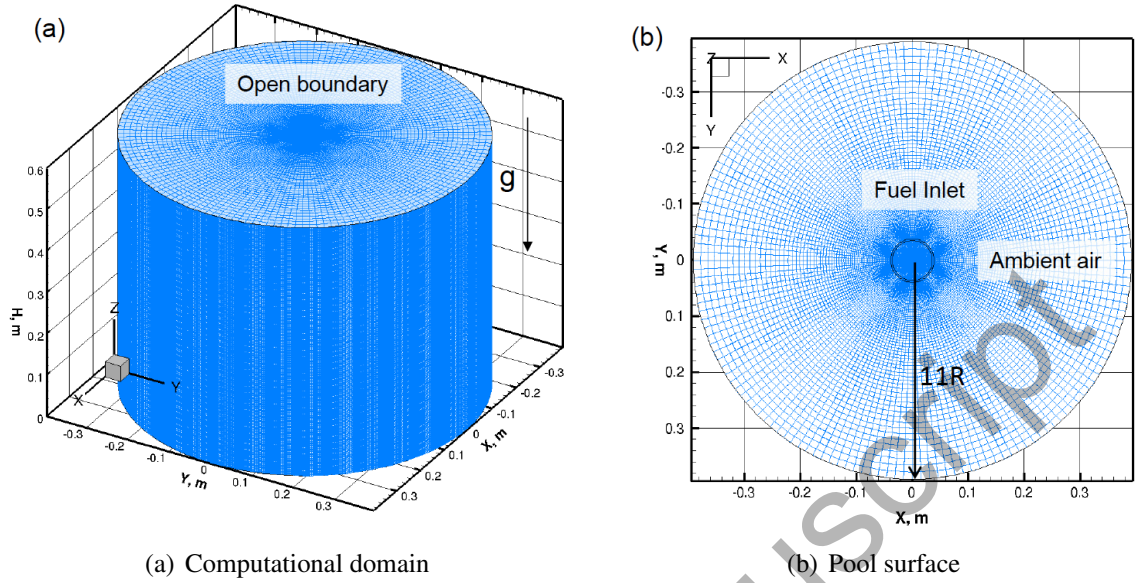 (a)
Open boundary
g
0.6
0.5
0.4
0.3
0.2
0.1
0
H, m
Z
Y
X
-0.3
-0.2
-0.1
0
0.1
0.2
0.3
Y, m
-0.3
-0.2
-0.1
0
0.1
0.2
0.3
X, m
(b)
Z
X
Y
-0.3
-0.2
-0.1
0
0.1
0.2
0.3
Y, m
Fuel Inlet
Ambient air
11R
-0.3
-0.2
-0.1
0
0.1
0.2
0.3
X, m
(a) Computational domain
(b) Pool surface
uscript